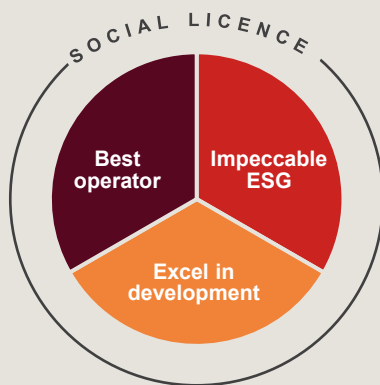 SOCIAL LICENCE
Best
operator
Impeccable
ESG
Excel in
development